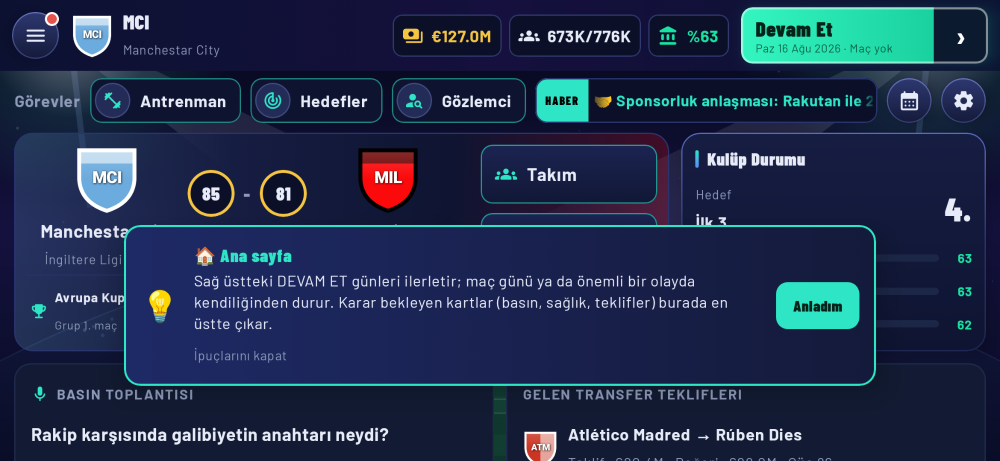 MCI
MCI
Manchestar City
€127.0M
673K/776K
%63
Devam Et
Paz 16 Ağu 2026 · Maç yok
Görevler
Antrenman
Hedefler
Gözlemci
HABER
Sponsorluk anlaşması: Rakutan ile 2
MCI
85 - 81
MIL
Takım
Kulüp Durumu
Hedef
İlk 3
4.
Manchesta
İngiltere Ligi
63
63
62
Avrupa Kup
Grup 1. maç
🏠 Ana sayfa
Sağ üstteki DEVAM ET günleri ilerletir; maç günü ya da önemli bir olayda
kendiliğinden durur. Karar bekleyen kartlar (basın, sağlık, teklifler) burada en
üstte çıkar.
İpuçlarını kapat
Anladım
BASIN TOPLANTISI
Rakip karşısında galibiyetin anahtarı neydi?
GELEN TRANSFER TEKLİFLERİ
ATM
Atlético Madred → Rúben Dies